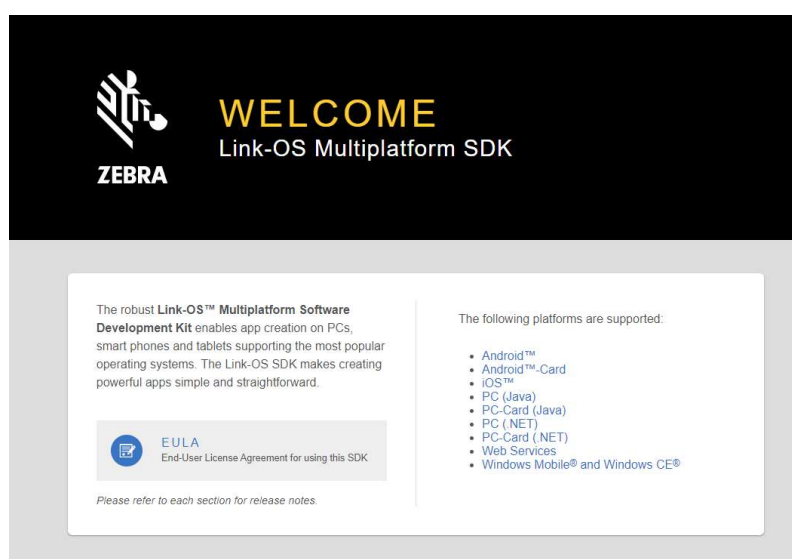 ZEBRA
WELCOME
Link-OS Multiplatform SDK
The robust Link-OS™ Multiplatform Software
Development Kit enables app creation on PCs,
smart phones and tablets supporting the most popular
operating systems. The Link-OS SDK makes creating
powerful apps simple and straightforward.
EULA
End-User License Agreement for using this SDK
Please refer to each section for release notes.
The following platforms are supported:
• Android™
• Android™-Card
• iOS™
• PC (Java)
• PC-Card (Java)
• PC (.NET)
• PC-Card (.NET)
• Web Services
• Windows Mobile® and Windows CE®